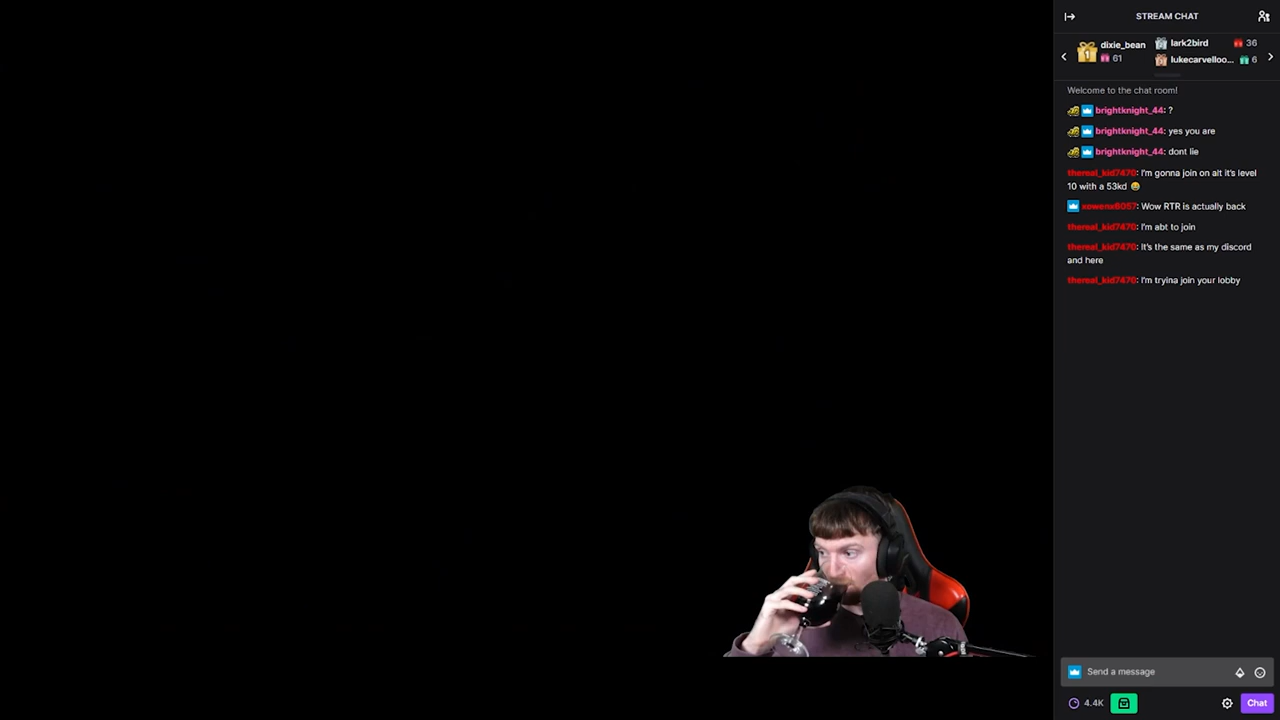 STREAM CHAT
dixie_bean
61
lark2bird
36
lukecarvelloo...
6
Welcome to the chat room!
brightknight_44: ?
brightknight_44: yes you are
brightknight_44: dont lie
thereal_kid7470: I'm gonna join on alt it's level
10 with a 53kd
xowenx6057: Wow RTR is actually back
thereal_kid7470: I'm abt to join
thereal_kid7470: It's the same as my discord
and here
thereal_kid7470: I'm tryina join your lobby
Send a message
4.4K
Chat